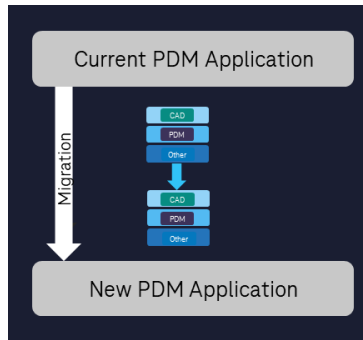 Current PDM Application
Migration
CAD
PDM
Other
CAD
PDM
Other
New PDM Application